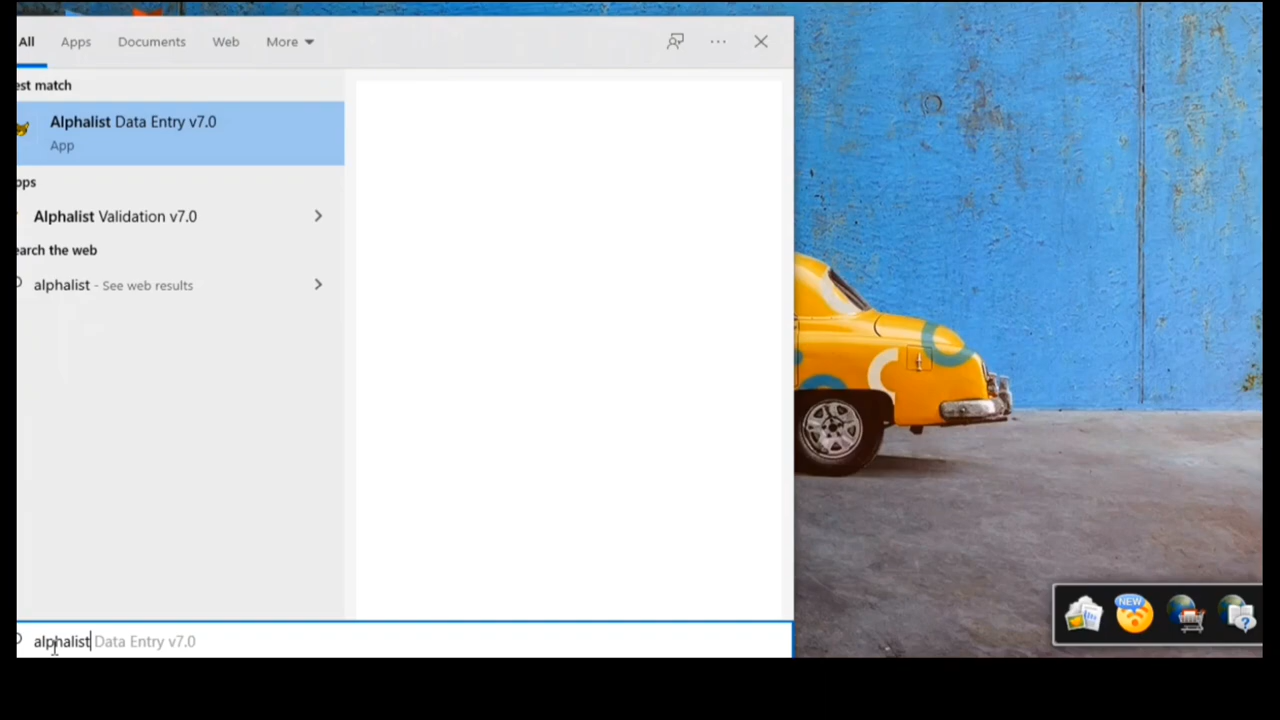 All Apps Documents Web More
est match
Alphalist Data Entry v7.0
App
pps
Alphalist Validation v7.0
earch the web
alphalist - See web results
alphalist Data Entry v7.0
NEW